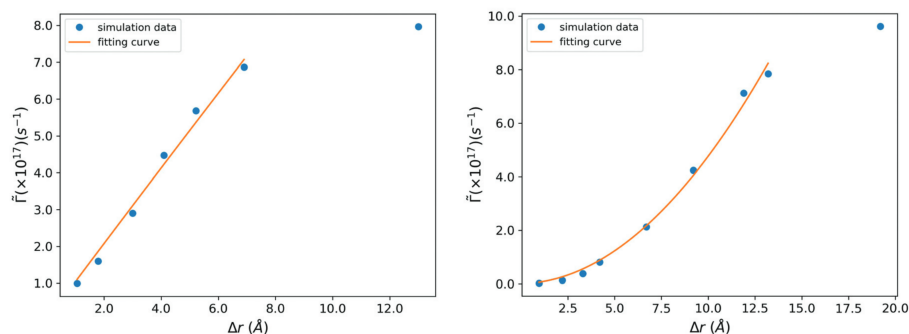 simulation data
fitting curve
8.0
7.0
6.0
5.0
4.0
3.0
2.0
1.0
Γ̃(×10¹⁷)(s⁻¹)
2.0 4.0 6.0 8.0 10.0 12.0
Δr (Å)
simulation data
fitting curve
10.0
8.0
6.0
4.0
2.0
0.0
Γ̃(×10¹⁷)(s⁻¹)
2.5 5.0 7.5 10.0 12.5 15.0 17.5 20.0
Δr (Å)